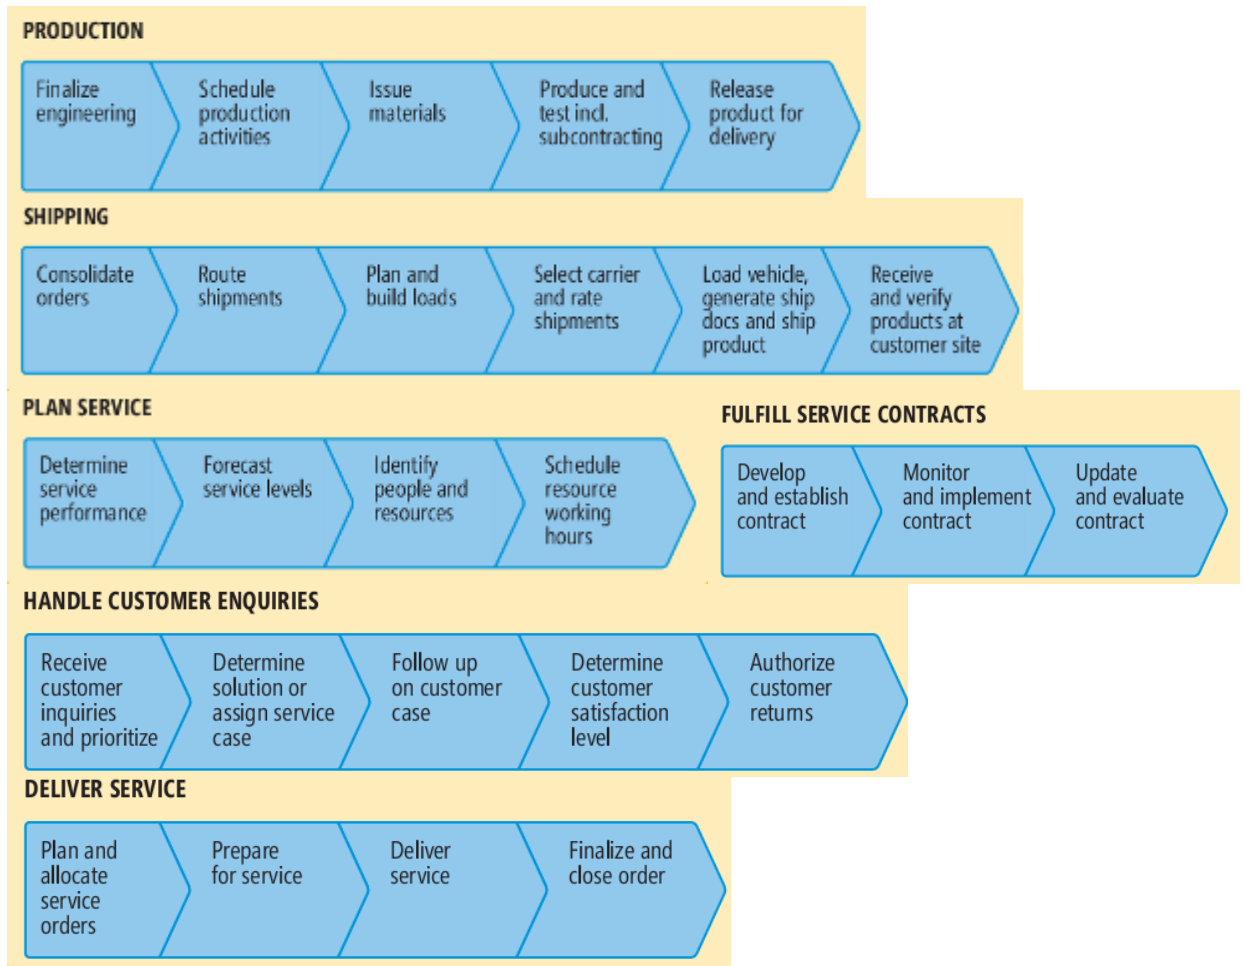 PRODUCTION
Finalize
engineering
Schedule
production
activities
Issue
materials
Produce and
test incl.
subcontracting
Release
product for
delivery
SHIPPING
Consolidate
orders
Route
shipments
Plan and
build loads
Select carrier
and rate
shipments
Load vehicle,
generate ship
docs and ship
product
Receive
and verify
products at
customer site
PLAN SERVICE
Determine
service
performance
Forecast
service levels
Identify
people and
resources
Schedule
resource
working
hours
FULFILL SERVICE CONTRACTS
Develop
and establish
contract
Monitor
and implement
contract
Update
and evaluate
contract
HANDLE CUSTOMER ENQUIRIES
Receive
customer
inquiries
and prioritize
Determine
solution or
assign service
case
Follow up
on customer
case
Determine
customer
satisfaction
level
Authorize
customer
returns
DELIVER SERVICE
Plan and
allocate
service
orders
Prepare
for service
Deliver
service
Finalize and
close order